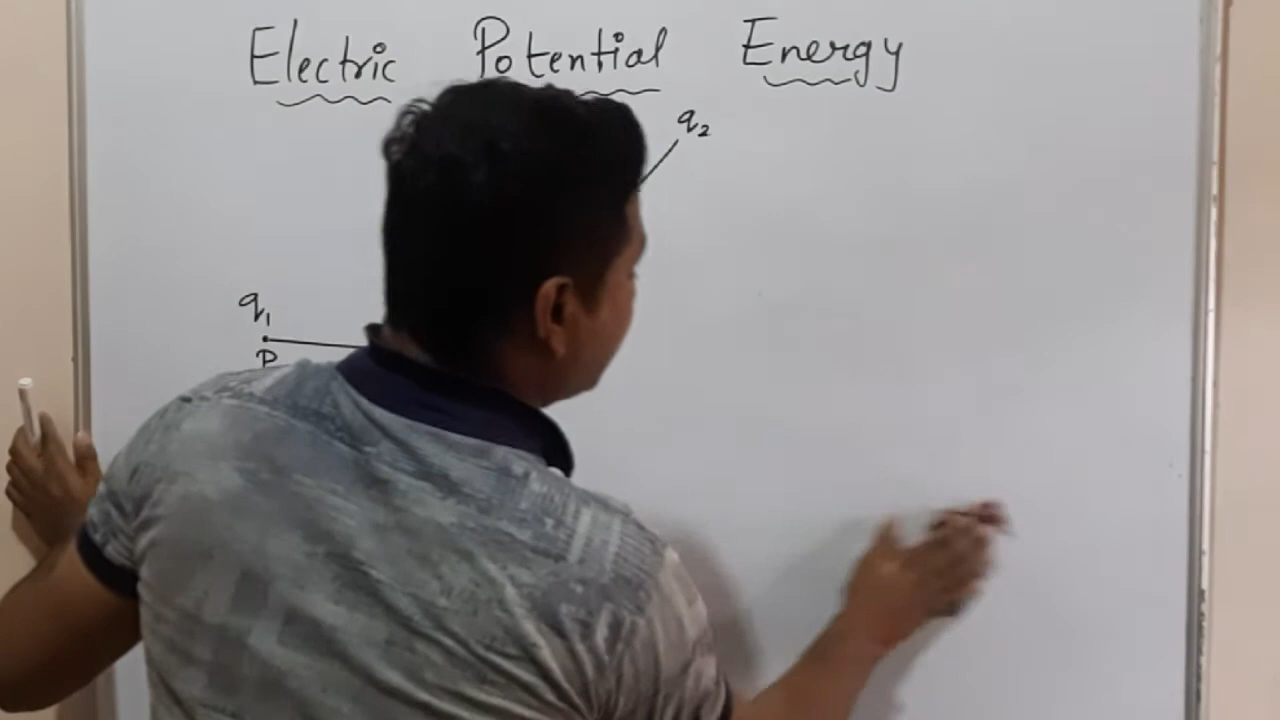 Electric Potential Energy
q₂
q₁
P